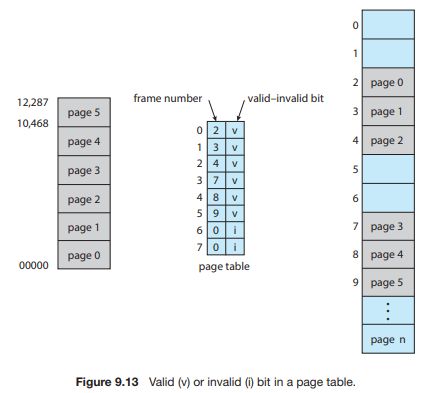 12,287
10,468
00000
page 5
page 4
page 3
page 2
page 1
page 0
frame number
valid–invalid bit
0 2 v
1 3 v
2 4 v
3 7 v
4 8 v
5 9 v
6 0 i
7 0 i
page table
0
1
2 page 0
3 page 1
4 page 2
5
6
7 page 3
8 page 4
9 page 5
⋮
page n
Figure 9.13 Valid (v) or invalid (i) bit in a page table.